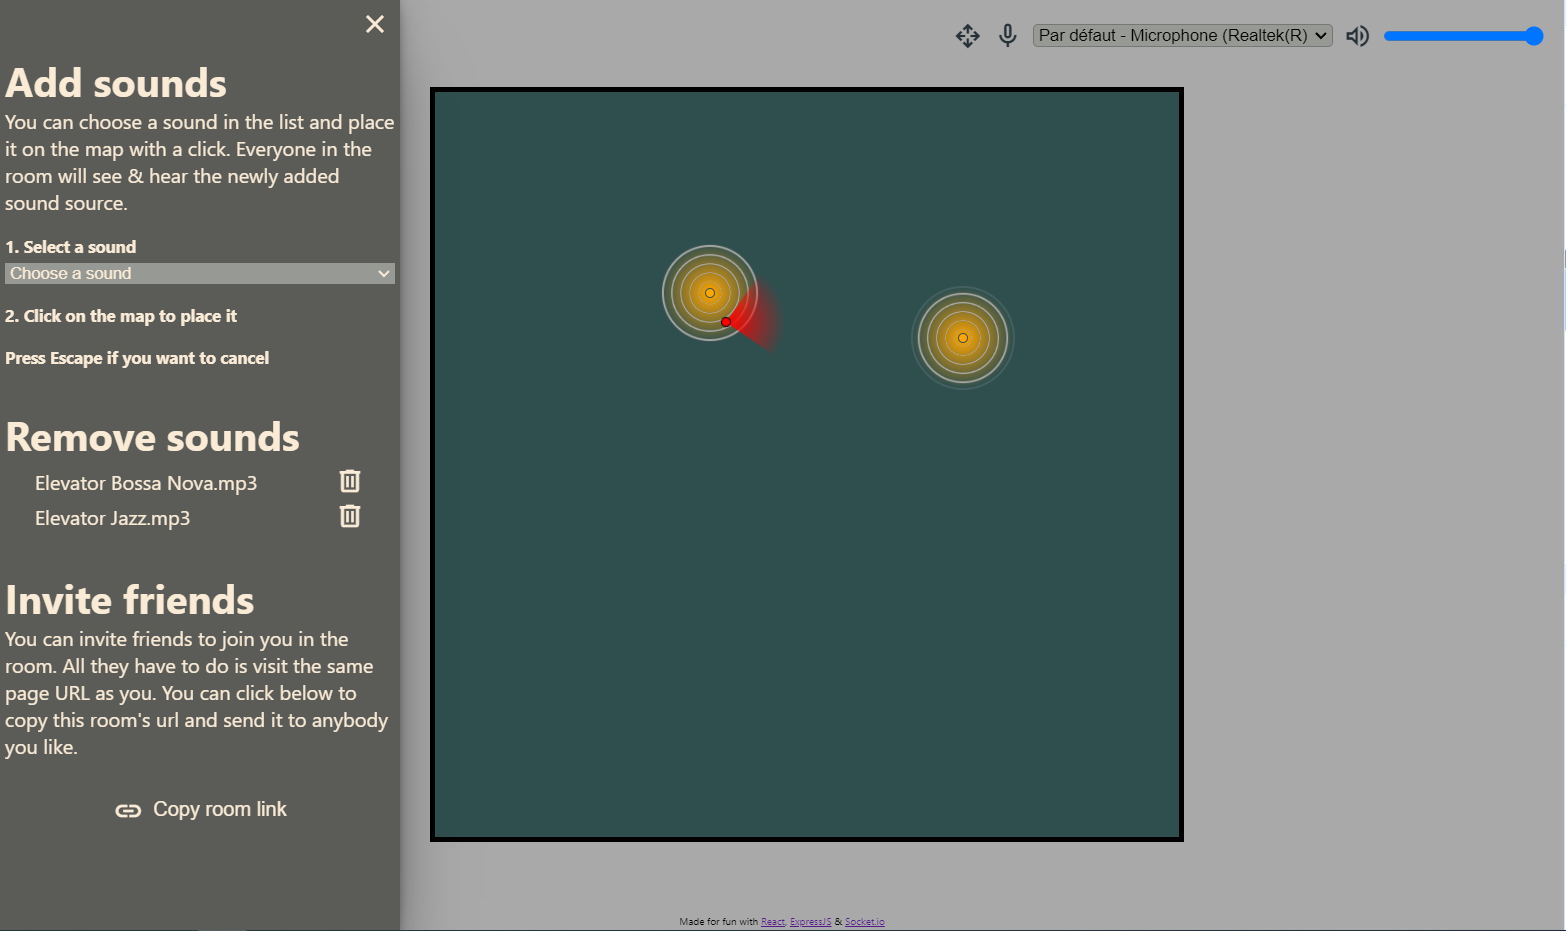 Par défaut - Microphone (Realtek(R)
Add sounds
You can choose a sound in the list and place
it on the map with a click. Everyone in the
room will see & hear the newly added
sound source.
1. Select a sound
Choose a sound
2. Click on the map to place it
Press Escape if you want to cancel
Remove sounds
Elevator Bossa Nova.mp3
Elevator Jazz.mp3
Invite friends
You can invite friends to join you in the
room. All they have to do is visit the same
page URL as you. You can click below to
copy this room's url and send it to anybody
you like.
Copy room link
Made for fun with React, ExpressJS & Socket.io